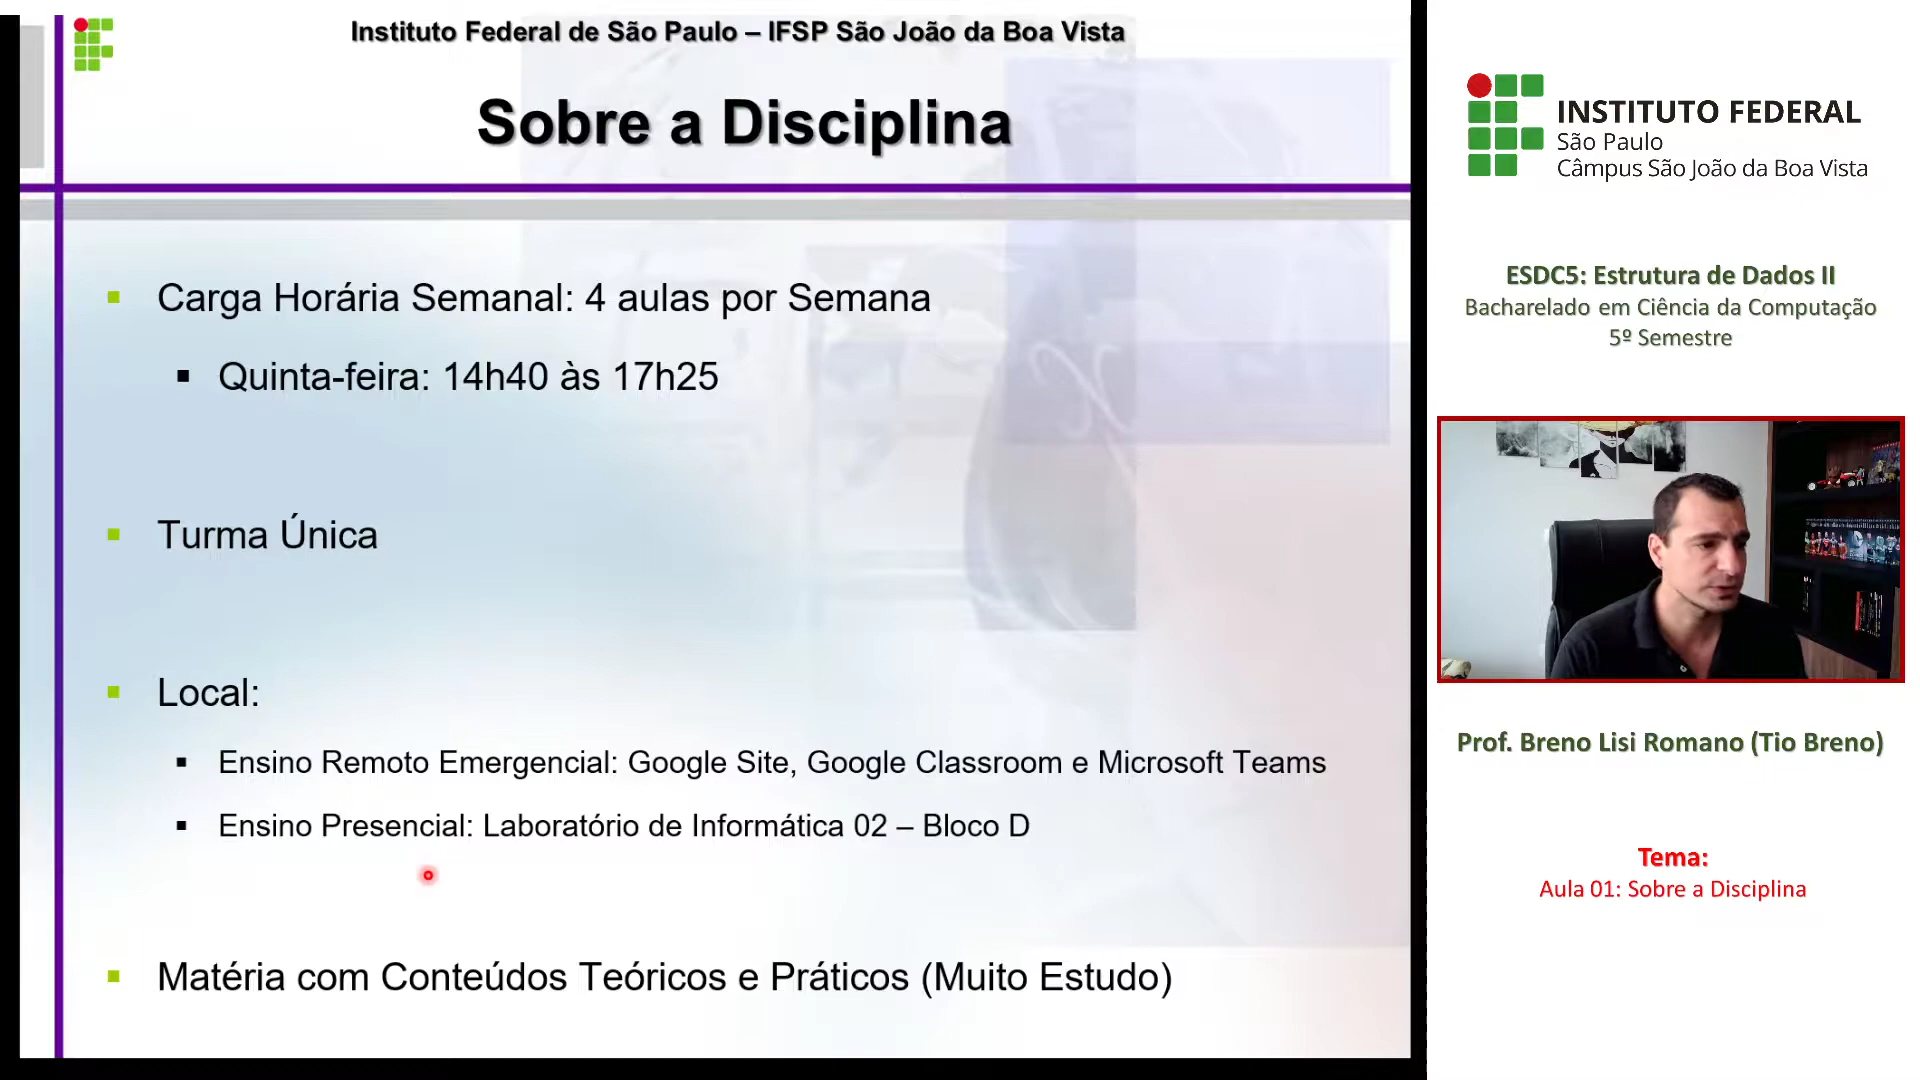 Instituto Federal de São Paulo – IFSP São João da Boa Vista
Sobre a Disciplina
Carga Horária Semanal: 4 aulas por Semana
Quinta-feira: 14h40 às 17h25
Turma Única
Local:
Ensino Remoto Emergencial: Google Site, Google Classroom e Microsoft Teams
Ensino Presencial: Laboratório de Informática 02 – Bloco D
Matéria com Conteúdos Teóricos e Práticos (Muito Estudo)
INSTITUTO FEDERAL
São Paulo
Câmpus São João da Boa Vista
ESDC5: Estrutura de Dados II
Bacharelado em Ciência da Computação
5º Semestre
Prof. Breno Lisi Romano (Tio Breno)
Tema:
Aula 01: Sobre a Disciplina